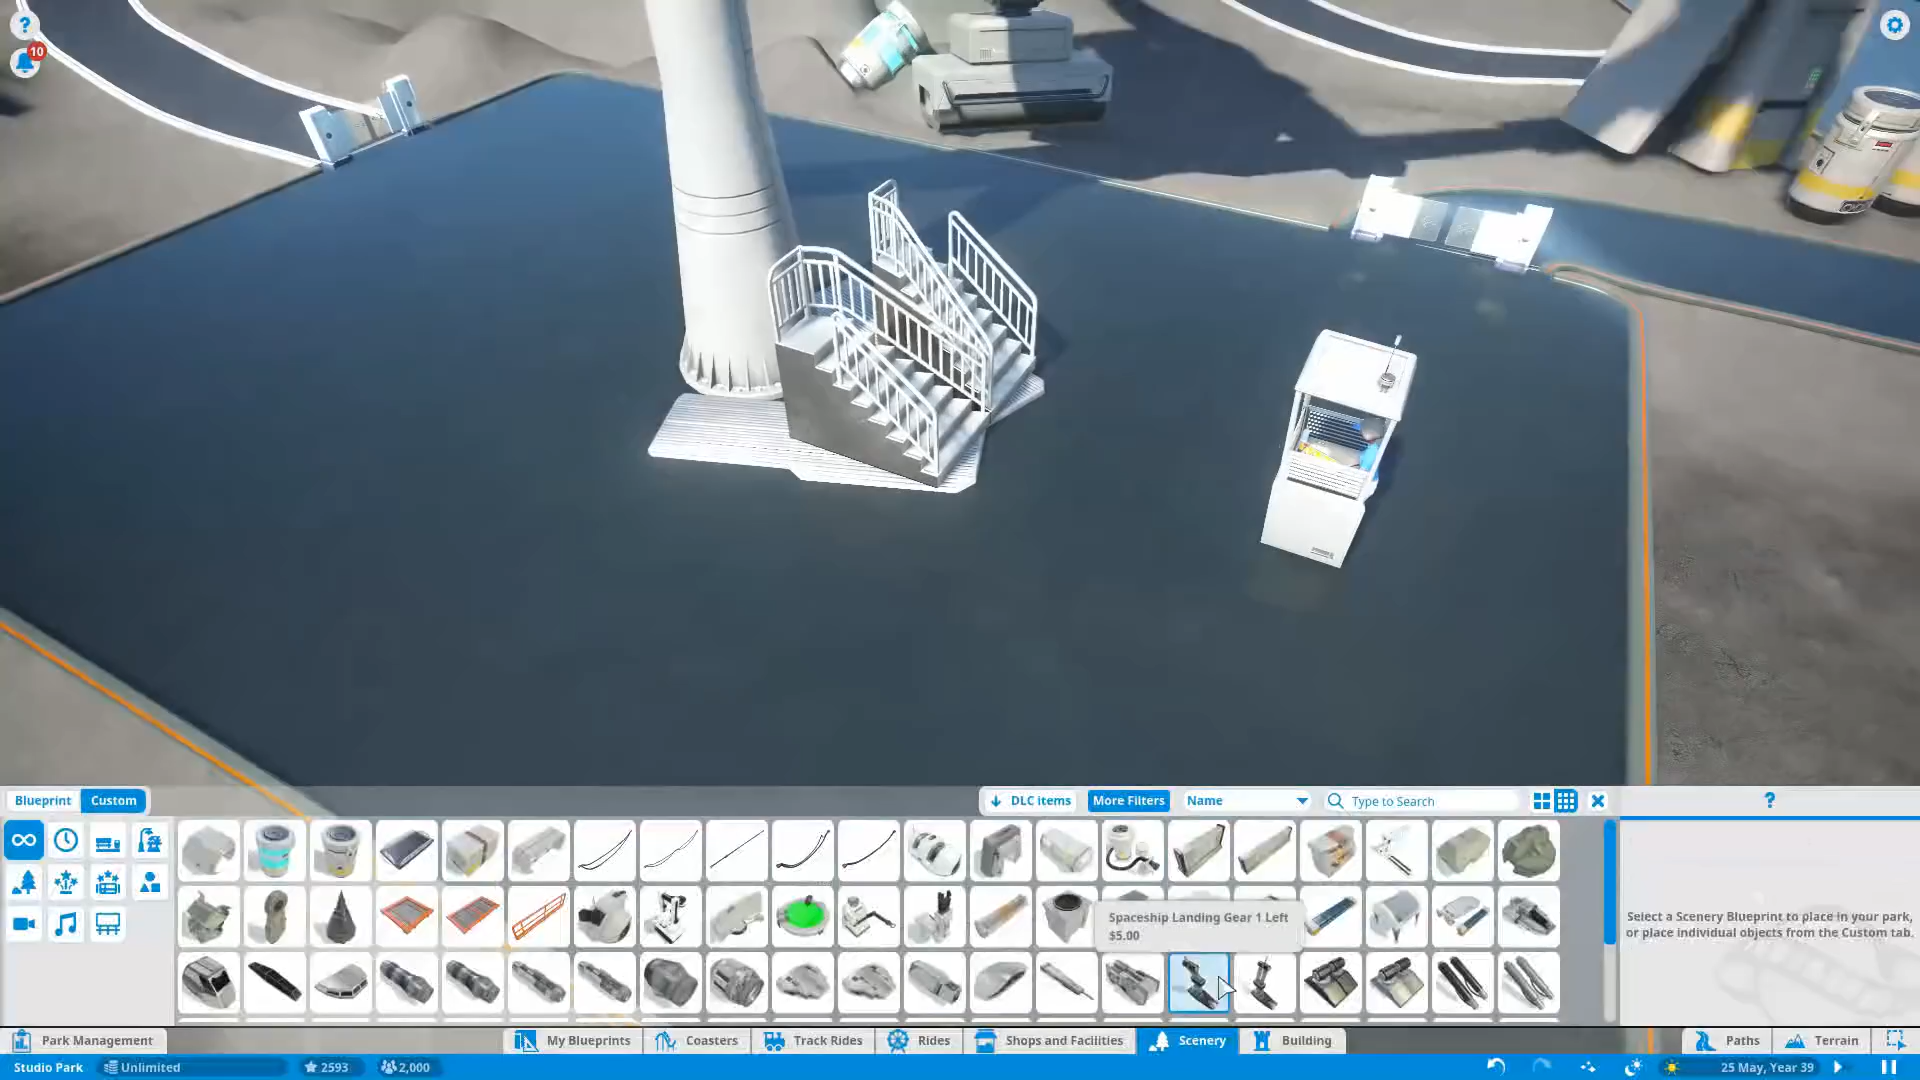 ?
10
Blueprint
Custom
DLC items
More Filters
Name
Type to Search
?
Spaceship Landing Gear 1 Left
$5.00
Select a Scenery Blueprint to place in your park,
or place individual objects from the Custom tab.
Park Management
My Blueprints
Coasters
Track Rides
Rides
Shops and Facilities
Scenery
Building
Paths
Terrain
Studio Park
Unlimited
2593
2,000
25 May, Year 39